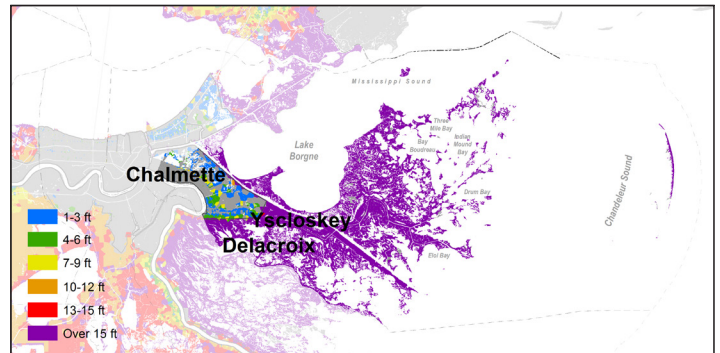 Mississippi Sound
Three
Mile Bay
Indian
Mound
Bay
Bay
Boudreau
Lake
Borgne
Chalmette
Drum Bay
Chandeleur Sound
Yscloskey
Delacroix
Eloi Bay
1-3 ft
4-6 ft
7-9 ft
10-12 ft
13-15 ft
Over 15 ft